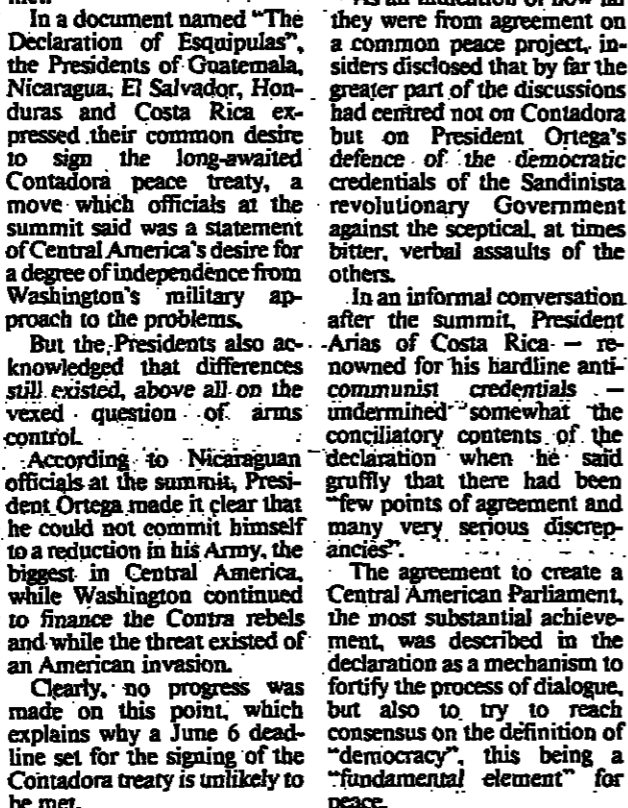 In a document named "The
Declaration of Esquipulas",
the Presidents of Guatemala,
Nicaragua, El Salvador, Hon-
duras and Costa Rica ex-
pressed their common desire
to sign the long-awaited
Contadora peace treaty, a
move which officials at the
summit said was a statement
of Central America's desire for
a degree of independence from
Washington's military ap-
proach to the problems.
But the Presidents also ac-
knowledged that differences
still existed, above all on the
vexed question of arms
control.
According to Nicaraguan
officials at the summit, Presi-
dent Ortega made it clear that
he could not commit himself
to a reduction in his Army, the
biggest in Central America,
while Washington continued
to finance the Contra rebels
and while the threat existed of
an American invasion.
Clearly, no progress was
made on this point, which
explains why a June 6 dead-
line set for the signing of the
Contadora treaty is unlikely to
be met.
As an indication of how far
they were from agreement on
a common peace project, in-
siders disclosed that by far the
greater part of the discussions
had centred not on Contadora
but on President Ortega's
defence of the democratic
credentials of the Sandinista
revolutionary Government
against the sceptical, at times
bitter, verbal assaults of the
others.
In an informal conversation
after the summit, President
Arias of Costa Rica — re-
nowned for his hardline anti-
communist credentials —
undermined somewhat the
conciliatory contents of the
declaration when he said
gruffly that there had been
"few points of agreement and
many very serious discrep-
ancies".
The agreement to create a
Central American Parliament,
the most substantial achieve-
ment, was described in the
declaration as a mechanism to
fortify the process of dialogue,
but also to try to reach
consensus on the definition of
"democracy", this being a
"fundamental element" for
peace.